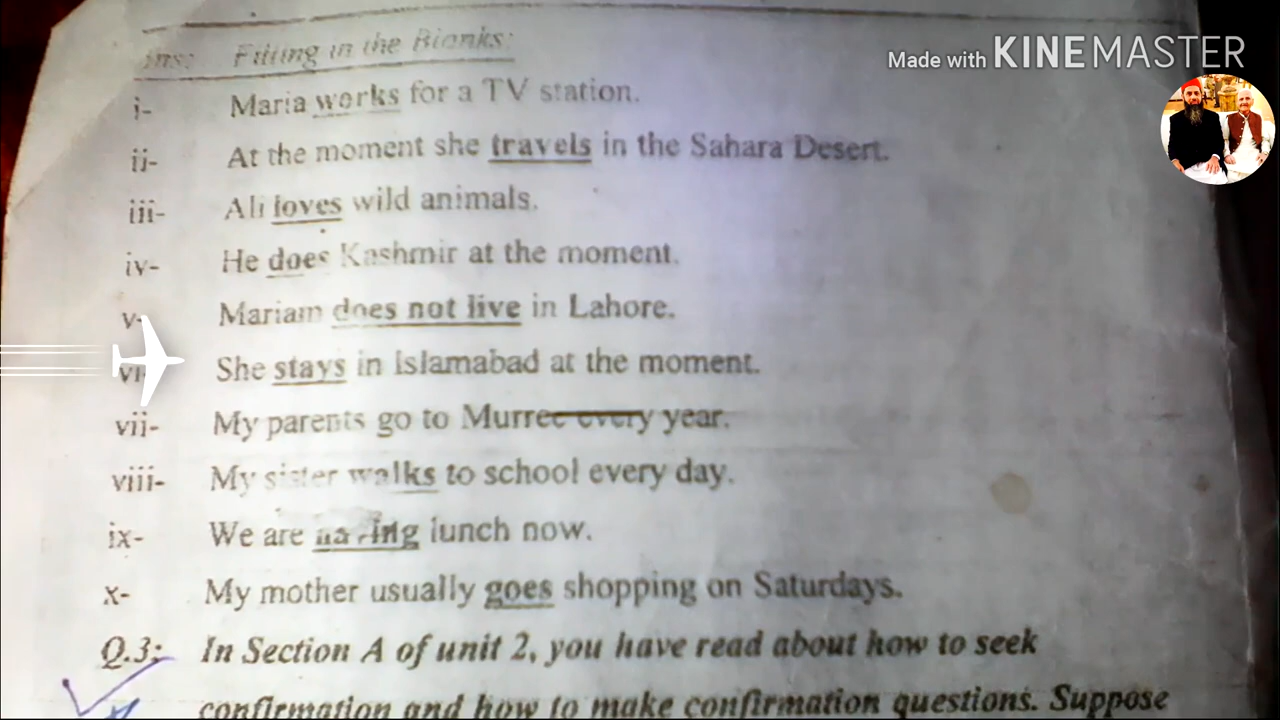 Made with KINEMASTER
Ans: Filling in the Blanks:
i- Maria works for a TV station.
ii- At the moment she travels in the Sahara Desert.
iii- Ali loves wild animals.
iv- He does Kashmir at the moment.
v- Mariam does not live in Lahore.
vi- She stays in Islamabad at the moment.
vii- My parents go to Murree every year.
viii- My sister walks to school every day.
ix- We are having lunch now.
x- My mother usually goes shopping on Saturdays.
Q.3: In Section A of unit 2, you have read about how to seek
confirmation and how to make confirmation questions. Suppose